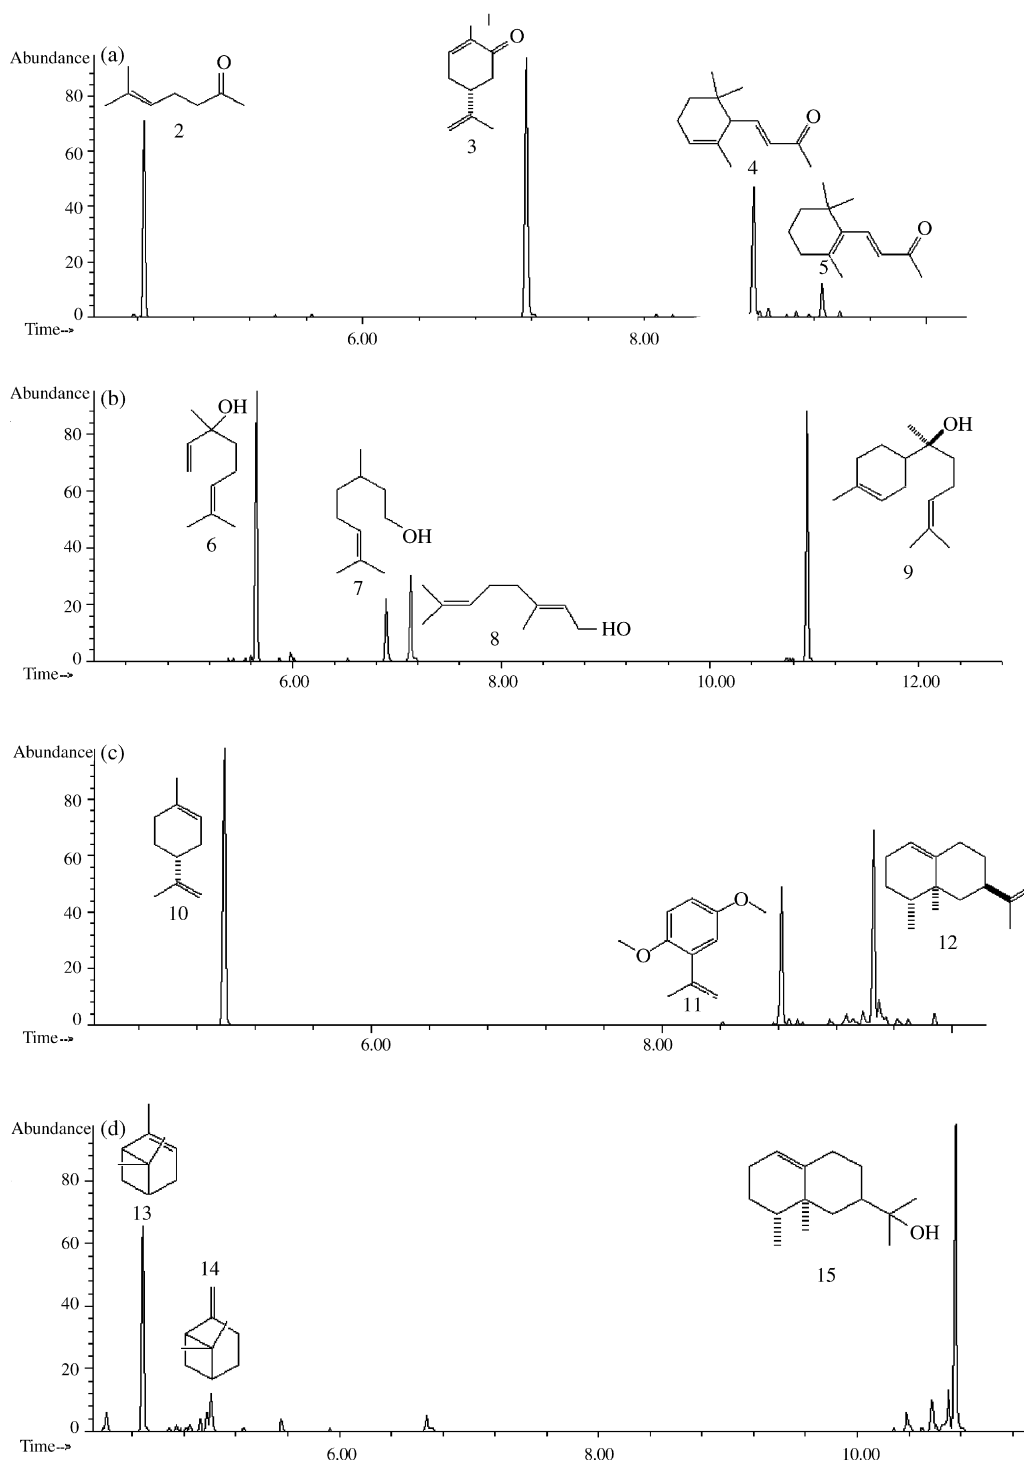 Abundance (a)
80
60
40
20
0
Time-->
6.00
8.00
O
2
O
3
O
4
O
5
Abundance (b)
80
60
40
20
0
Time-->
6.00
8.00
10.00
12.00
OH
6
OH
7
HO
8
OH
9
Abundance (c)
80
60
40
20
0
Time-->
6.00
8.00
10
O
O
11
12
Abundance (d)
80
60
40
20
0
Time-->
6.00
8.00
10.00
13
14
OH
15